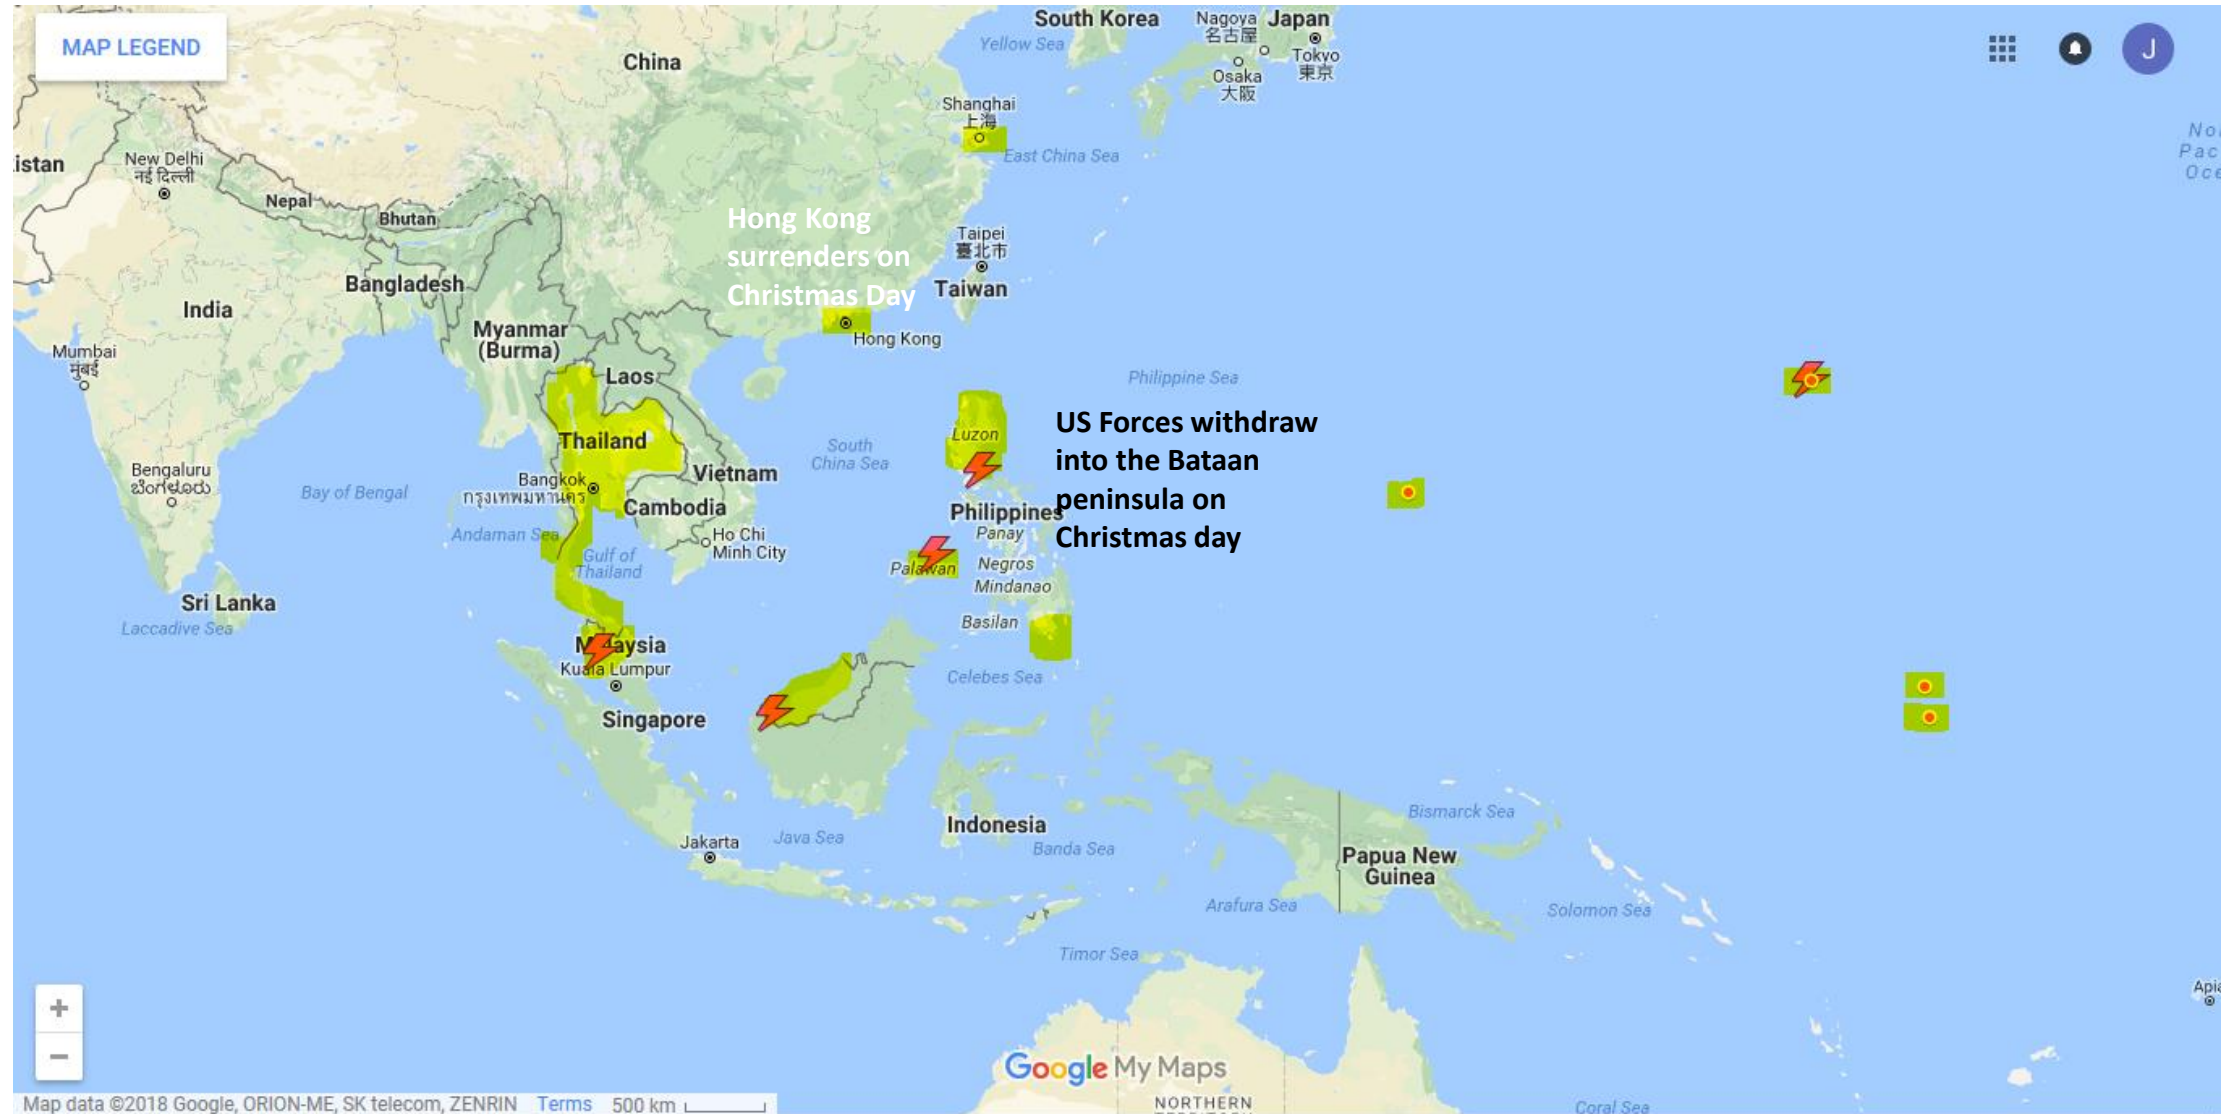 MAP LEGEND
South Korea
Nagoya
名古屋
Japan
Tokyo
東京
Osaka
大阪
Yellow Sea
China
Shanghai
上海
East China Sea
J
istan
New Delhi
नई दिल्ली
Nepal
Bhutan
Hong Kong
surrenders on
Christmas Day
Taipei
臺北市
Taiwan
Bangladesh
India
Myanmar
(Burma)
Hong Kong
Mumbai
मुंबई
Laos
Philippine Sea
US Forces withdraw
into the Bataan
peninsula on
Christmas day
Luzon
Thailand
South
China Sea
Vietnam
Bengaluru
ಬೆಂಗಳೂರು
Bay of Bengal
Bangkok
กรุงเทพมหานคร
Cambodia
Philippines
Panay
Andaman Sea
Ho Chi
Minh City
Gulf of
Thailand
Palawan
Negros
Mindanao
Sri Lanka
Laccadive Sea
Basilan
Malaysia
Kuala Lumpur
Celebes Sea
Singapore
Indonesia
Jakarta
Java Sea
Banda Sea
Bismarck Sea
Papua New
Guinea
Arafura Sea
Solomon Sea
Timor Sea
Apia
+
−
Google My Maps
NORTHERN
Coral Sea
Map data ©2018 Google, ORION-ME, SK telecom, ZENRIN Terms 500 km